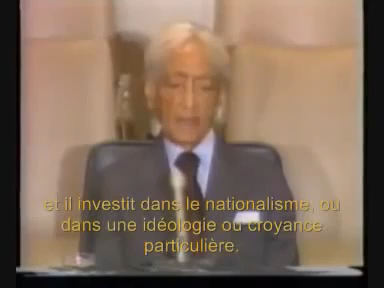 et il investit dans le nationalisme, ou
dans une idéologie ou croyance
particulière.